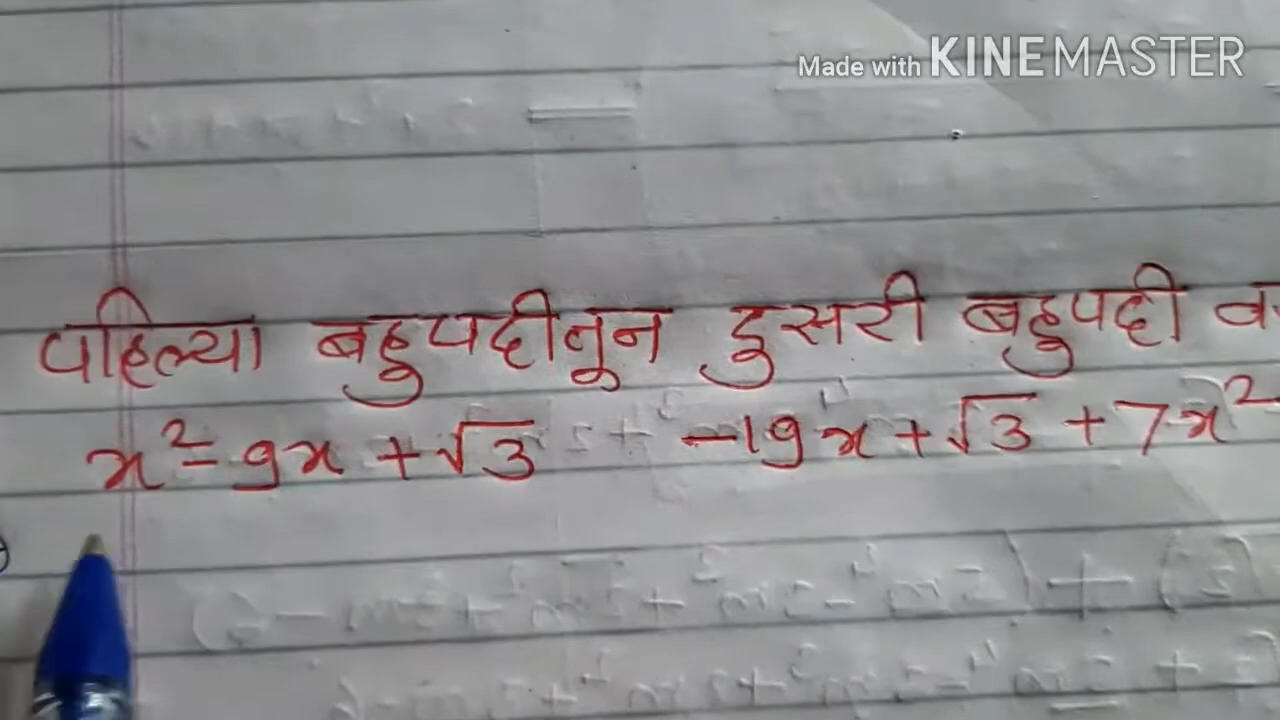 Made with KINEMASTER
पहिल्या बहुपदीतून दुसरी बहुपदी
x² - 9x + √3 -19x + √3 + 7x²